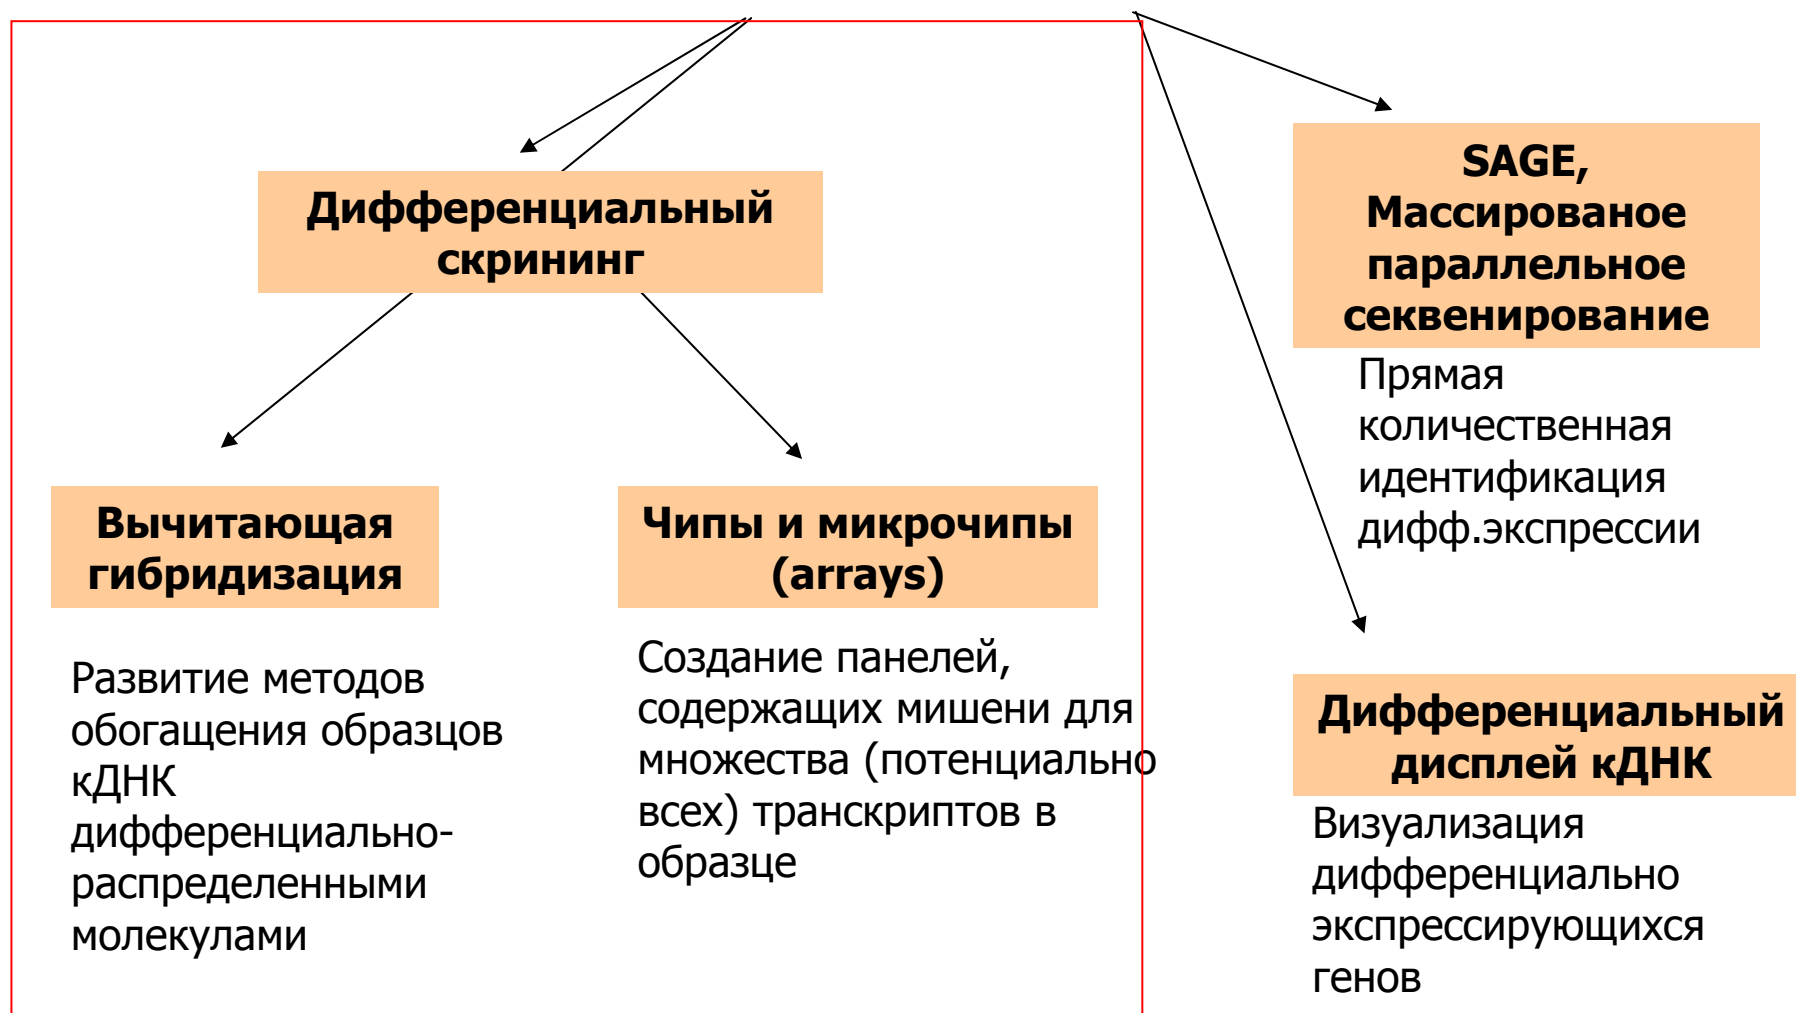 Дифференциальный
скрининг
SAGE,
Массированое
параллельное
секвенирование
Прямая
количественная
идентификация
дифф.экспрессии
Вычитающая
гибридизация
Развитие методов
обогащения образцов
кДНК
дифференциально-
распределенными
молекулами
Чипы и микрочипы
(arrays)
Создание панелей,
содержащих мишени для
множества (потенциально
всех) транскриптов в
образце
Дифференциальный
дисплей кДНК
Визуализация
дифференциально
экспрессирующихся
генов